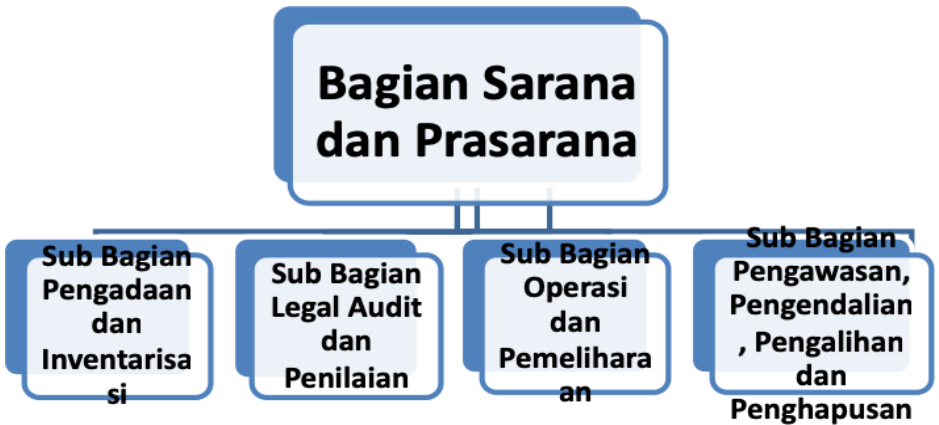 Bagian Sarana
dan Prasarana
Sub Bagian
Pengadaan
dan
Inventarisa
si
Sub Bagian
Legal Audit
dan
Penilaian
Sub Bagian
Operasi
dan
Pemelihara
an
Sub Bagian
Pengawasan,
Pengendalian
, Pengalihan
dan
Penghapusan